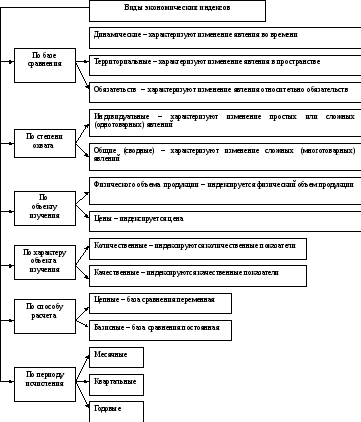 Виды экономических индексов
Динамические – характеризуют изменение явления во времени
По базе
сравнения
Территориальные – характеризуют изменение явления в пространстве
Обязательств – характеризуют изменение явления относительно обязательств
По степени
охвата
Индивидуальные – характеризуют изменение простых или сложных
(однотоварных) явлений
Общие (сводные) – характеризуют изменение сложных (многотоварных)
явлений
По
объекту
изучения
Физического объема продукции – индексируется физический объем продукции
Цены – индексируется цена
По характеру
объекта
изучения
Количественные – индексируются количественные показатели
Качественные – индексируются качественные показатели
По способу
расчета
Цепные – база сравнения переменная
Базисные – база сравнения постоянная
По периоду
исчисления
Месячные
Квартальные
Годовые